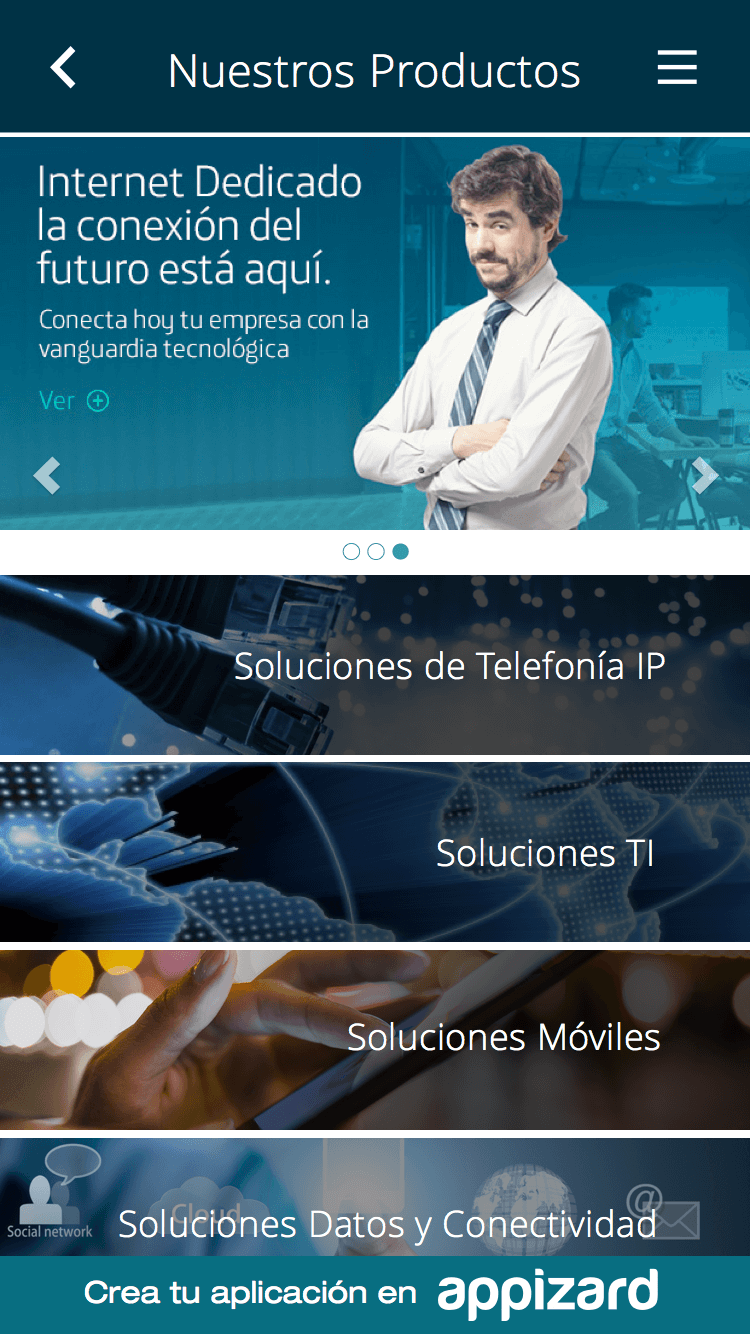 Nuestros Productos
Internet Dedicado
la conexión del
futuro está aquí.
Conecta hoy tu empresa con la
vanguardia tecnológica
Ver
Soluciones de Telefonía IP
Soluciones TI
Soluciones Móviles
Social network
Cloud
@
Soluciones Datos y Conectividad
Crea tu aplicación en appizard